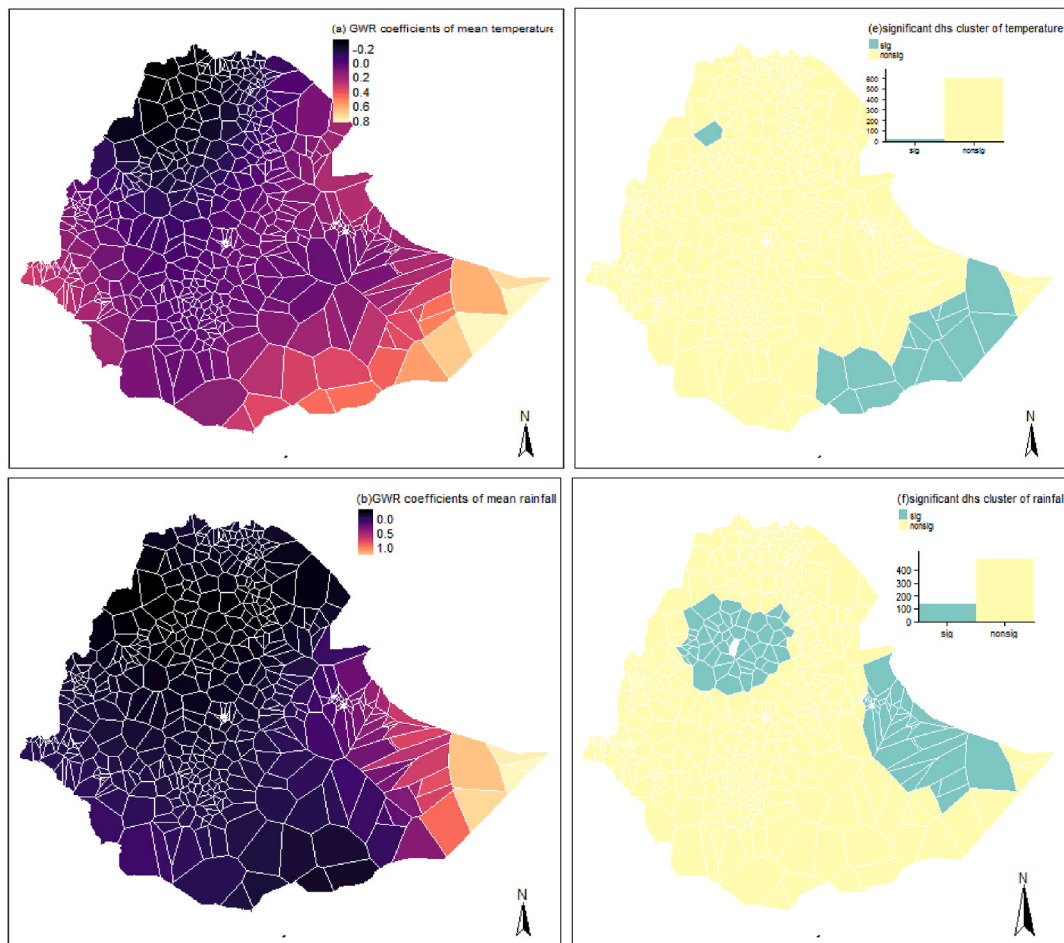 (a) GWR coefficients of mean temperature
-0.2
0.0
0.2
0.4
0.6
0.8
N
(e)significant dhs cluster of temperature
sig
nonsig
600
500
400
300
200
100
0
sig nonsig
N
(b)GWR coefficients of mean rainfall
0.0
0.5
1.0
N
(f)significant dhs cluster of rainfall
sig
nonsig
400
300
200
100
0
sig nonsig
N